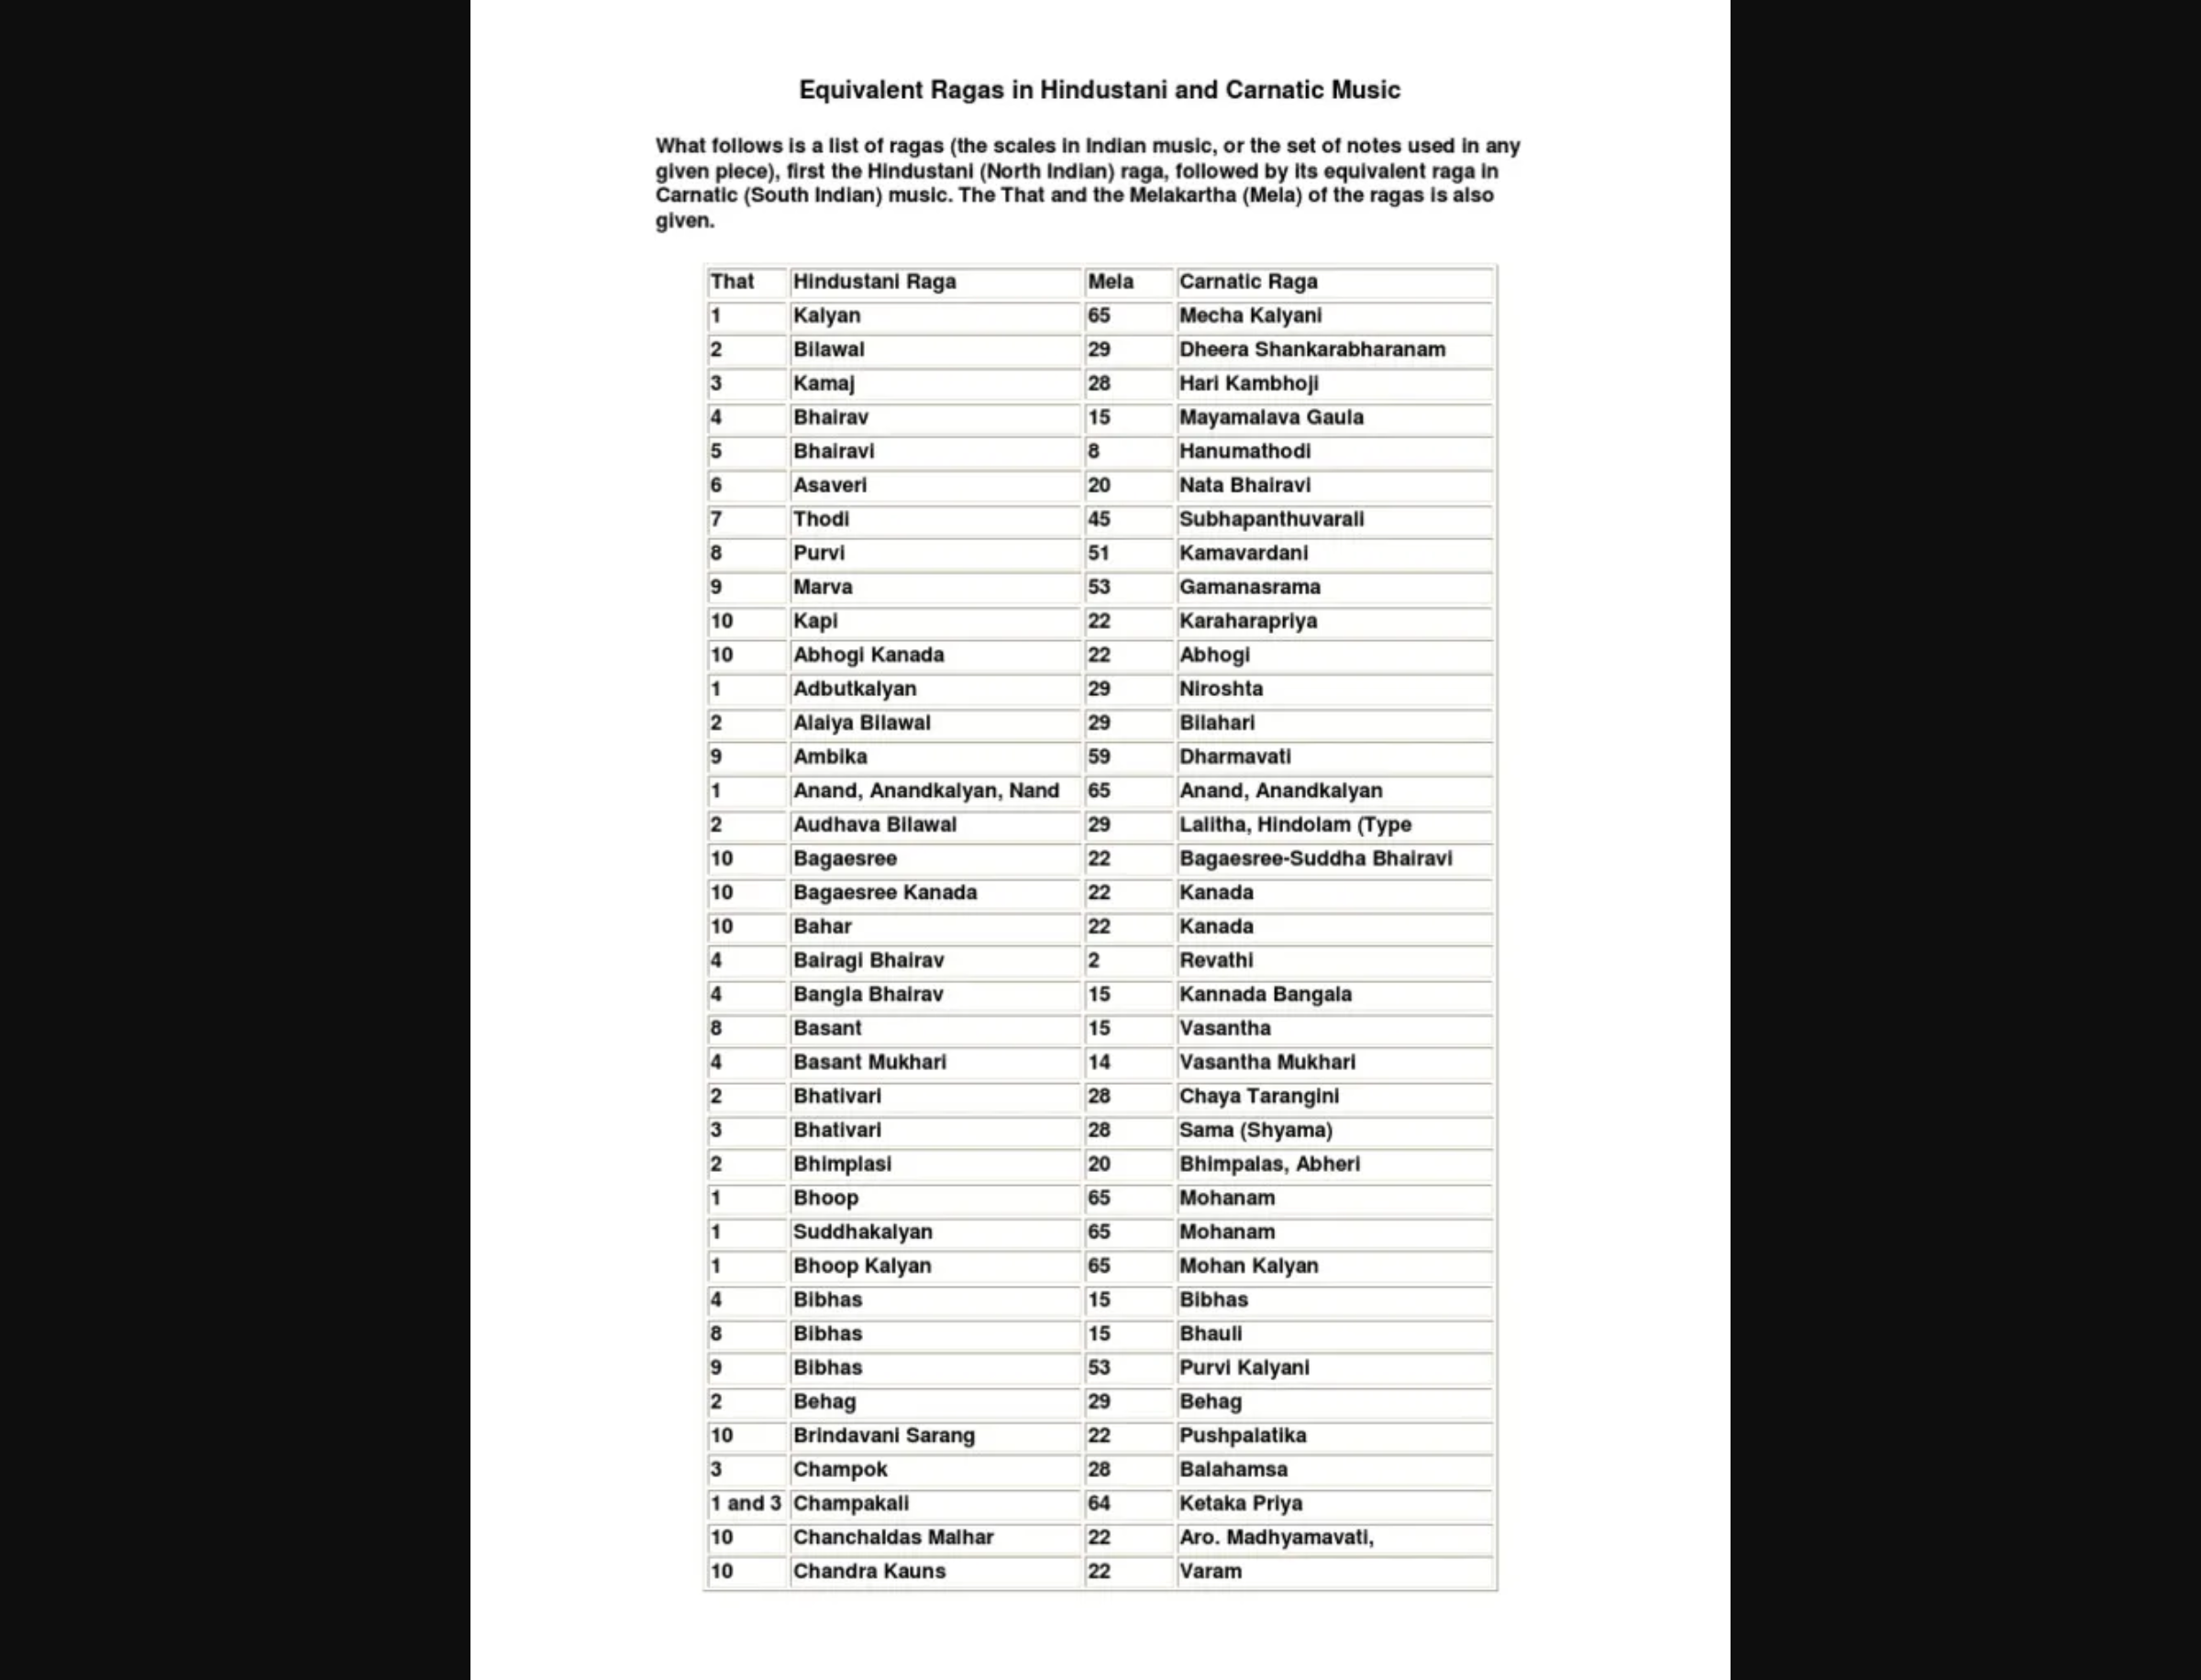 Equivalent Ragas in Hindustani and Carnatic Music
What follows is a list of ragas (the scales in Indian music, or the set of notes used in any
given piece), first the Hindustani (North Indian) raga, followed by its equivalent raga in
Carnatic (South Indian) music. The That and the Melakartha (Mela) of the ragas is also
given.
That Hindustani Raga Mela Carnatic Raga
1 Kalyan 65 Mecha Kalyani
2 Bilawal 29 Dheera Shankarabharanam
3 Kamaj 28 Hari Kambhoji
4 Bhairav 15 Mayamalava Gaula
5 Bhairavi 8 Hanumathodi
6 Asaveri 20 Nata Bhairavi
7 Thodi 45 Subhapanthuvarali
8 Purvi 51 Kamavardani
9 Marva 53 Gamanasrama
10 Kapi 22 Karaharapriya
10 Abhogi Kanada 22 Abhogi
1 Adbutkalyan 29 Niroshta
2 Alaiya Bilawal 29 Bilahari
9 Ambika 59 Dharmavati
1 Anand, Anandkalyan, Nand 65 Anand, Anandkalyan
2 Audhava Bilawal 29 Lalitha, Hindolam (Type
10 Bagaesree 22 Bagaesree-Suddha Bhairavi
10 Bagaesree Kanada 22 Kanada
10 Bahar 22 Kanada
4 Bairagi Bhairav 2 Revathi
4 Bangla Bhairav 15 Kannada Bangala
8 Basant 15 Vasantha
4 Basant Mukhari 14 Vasantha Mukhari
2 Bhativari 28 Chaya Tarangini
3 Bhativari 28 Sama (Shyama)
2 Bhimplasi 20 Bhimpalas, Abheri
1 Bhoop 65 Mohanam
1 Suddhakalyan 65 Mohanam
1 Bhoop Kalyan 65 Mohan Kalyan
4 Bibhas 15 Bibhas
8 Bibhas 15 Bhauli
9 Bibhas 53 Purvi Kalyani
2 Behag 29 Behag
10 Brindavani Sarang 22 Pushpalatika
3 Champok 28 Balahamsa
1 and 3 Champakali 64 Ketaka Priya
10 Chanchaldas Malhar 22 Aro. Madhyamavati,
10 Chandra Kauns 22 Varam